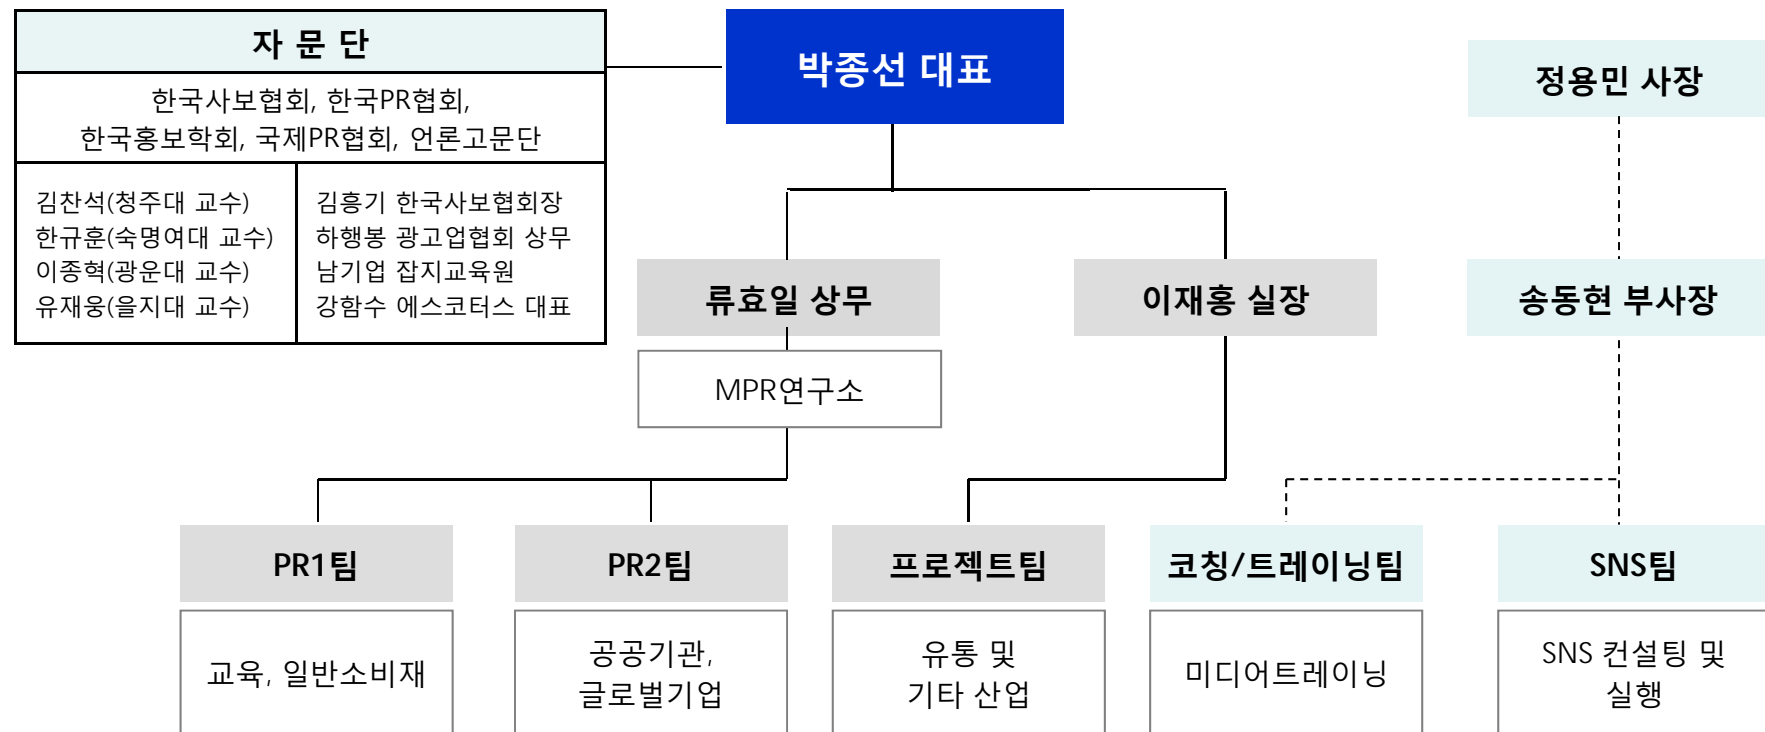 자 문 단
한국사보협회, 한국PR협회,
한국홍보학회, 국제PR협회, 언론고문단
김찬석(청주대 교수)
한규훈(숙명여대 교수)
이종혁(광운대 교수)
유재웅(을지대 교수)
김흥기 한국사보협회장
하행봉 광고업협회 상무
남기업 잡지교육원
강함수 에스코터스 대표
박종선 대표
정용민 사장
류효일 상무
이재홍 실장
송동현 부사장
MPR연구소
PR1팀
PR2팀
프로젝트팀
코칭/트레이닝팀
SNS팀
교육, 일반소비재
공공기관,
글로벌기업
유통 및
기타 산업
미디어트레이닝
SNS 컨설팅 및
실행